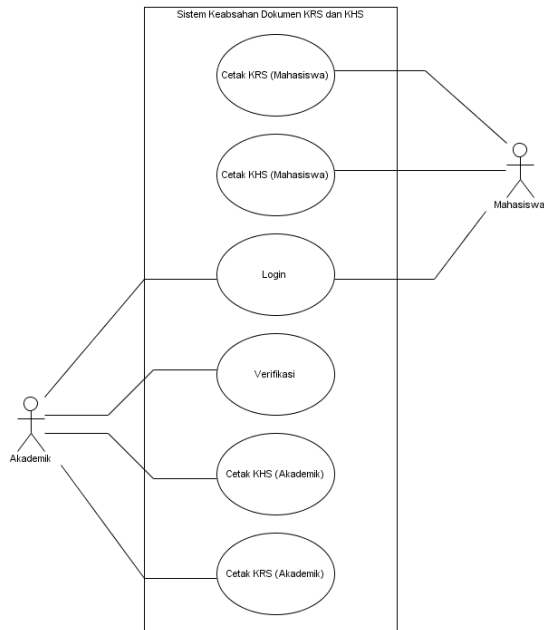 Sistem Keabsahan Dokumen KRS dan KHS
Cetak KRS (Mahasiswa)
Cetak KHS (Mahasiswa)
Mahasiswa
Login
Verifikasi
Akademik
Cetak KHS (Akademik)
Cetak KRS (Akademik)